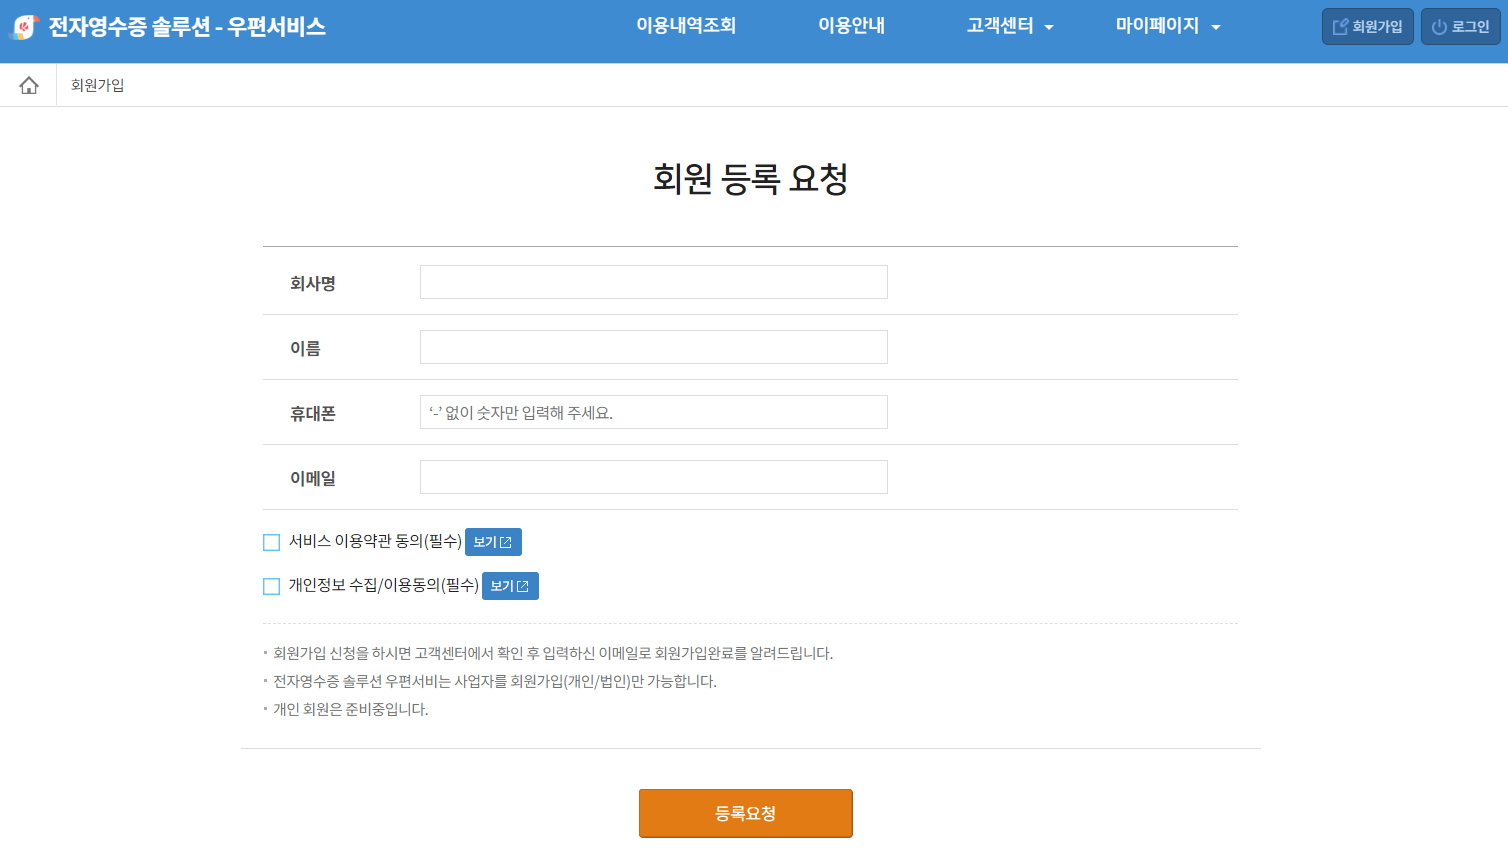 전자영수증 솔루션 - 우편서비스
이용내역조회
이용안내
고객센터
마이페이지
회원가입
로그인
회원가입
회원 등록 요청
회사명
이름
휴대폰
‘-’ 없이 숫자만 입력해 주세요.
이메일
서비스 이용약관 동의(필수) 보기
개인정보 수집/이용동의(필수) 보기
회원가입 신청을 하시면 고객센터에서 확인 후 입력하신 이메일로 회원가입완료를 알려드립니다.
전자영수증 솔루션 우편서비는 사업자를 회원가입(개인/법인)만 가능합니다.
개인 회원은 준비중입니다.
등록요청